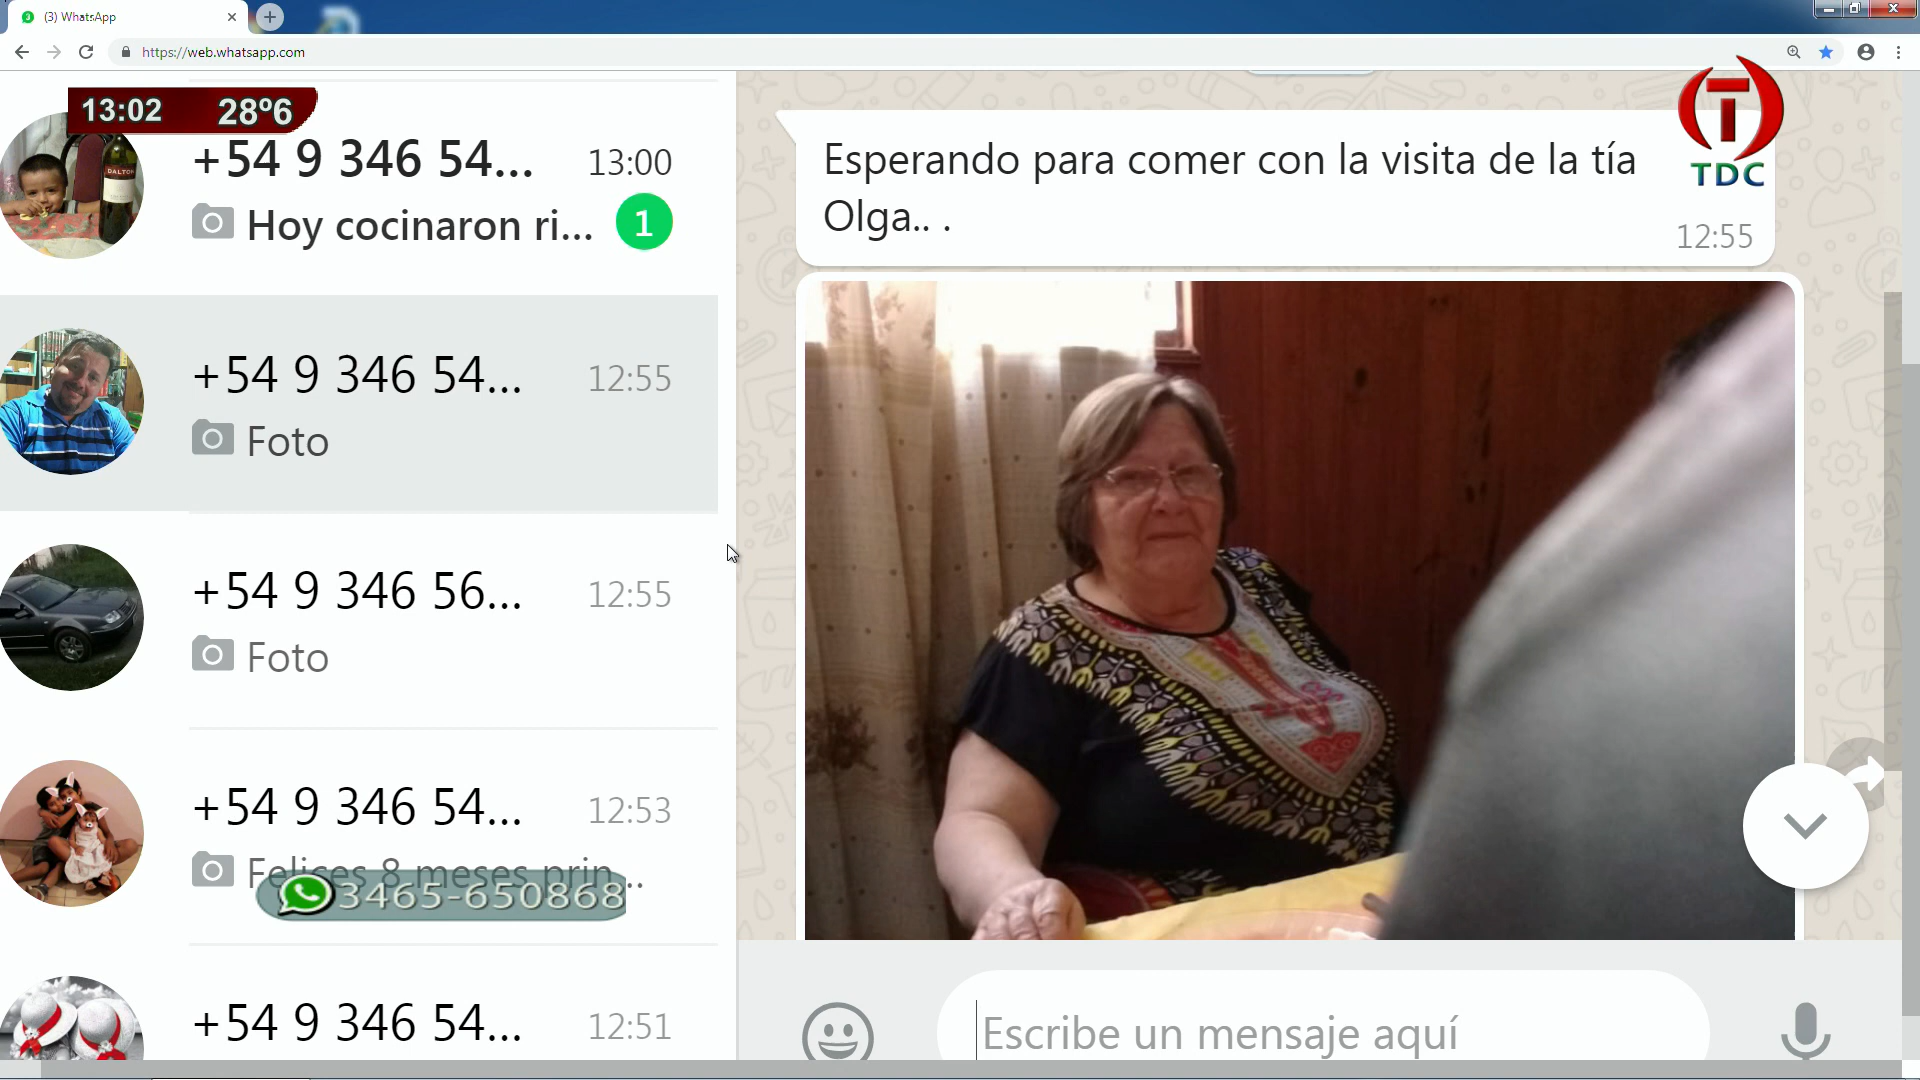 (3) WhatsApp
https://web.whatsapp.com
13:02 28º6
DALTON
+54 9 346 54... 13:00
Hoy cocinaron ri... 1
+54 9 346 54... 12:55
Foto
+54 9 346 56... 12:55
Foto
+54 9 346 54... 12:53
Felices 8 meses prin...
3465-650868
+54 9 346 54... 12:51
T
TDC
Esperando para comer con la visita de la tía
Olga.. .
12:55
Escribe un mensaje aquí